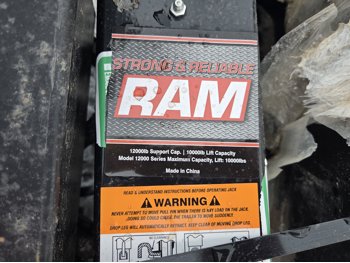 STRONG & RELIABLE
RAM
12000lb Support Cap. | 10000lb Lift Capacity
Model 12000 Series Maximum Capacity, Lift: 10000lbs
Made in China
READ & UNDERSTAND INSTRUCTIONS BEFORE OPERATING JACK.
WARNING
NEVER ATTEMPT TO MOVE PULL PIN WHEN THERE IS ANY LOAD ON THE JACK.
DOING SO COULD CAUSE THE TRAILER TO MOVE SUDDENLY.
DROP LEG WILL AUTOMATICALLY RETRACT. KEEP CLEAR OF MOVING DROP LEG.